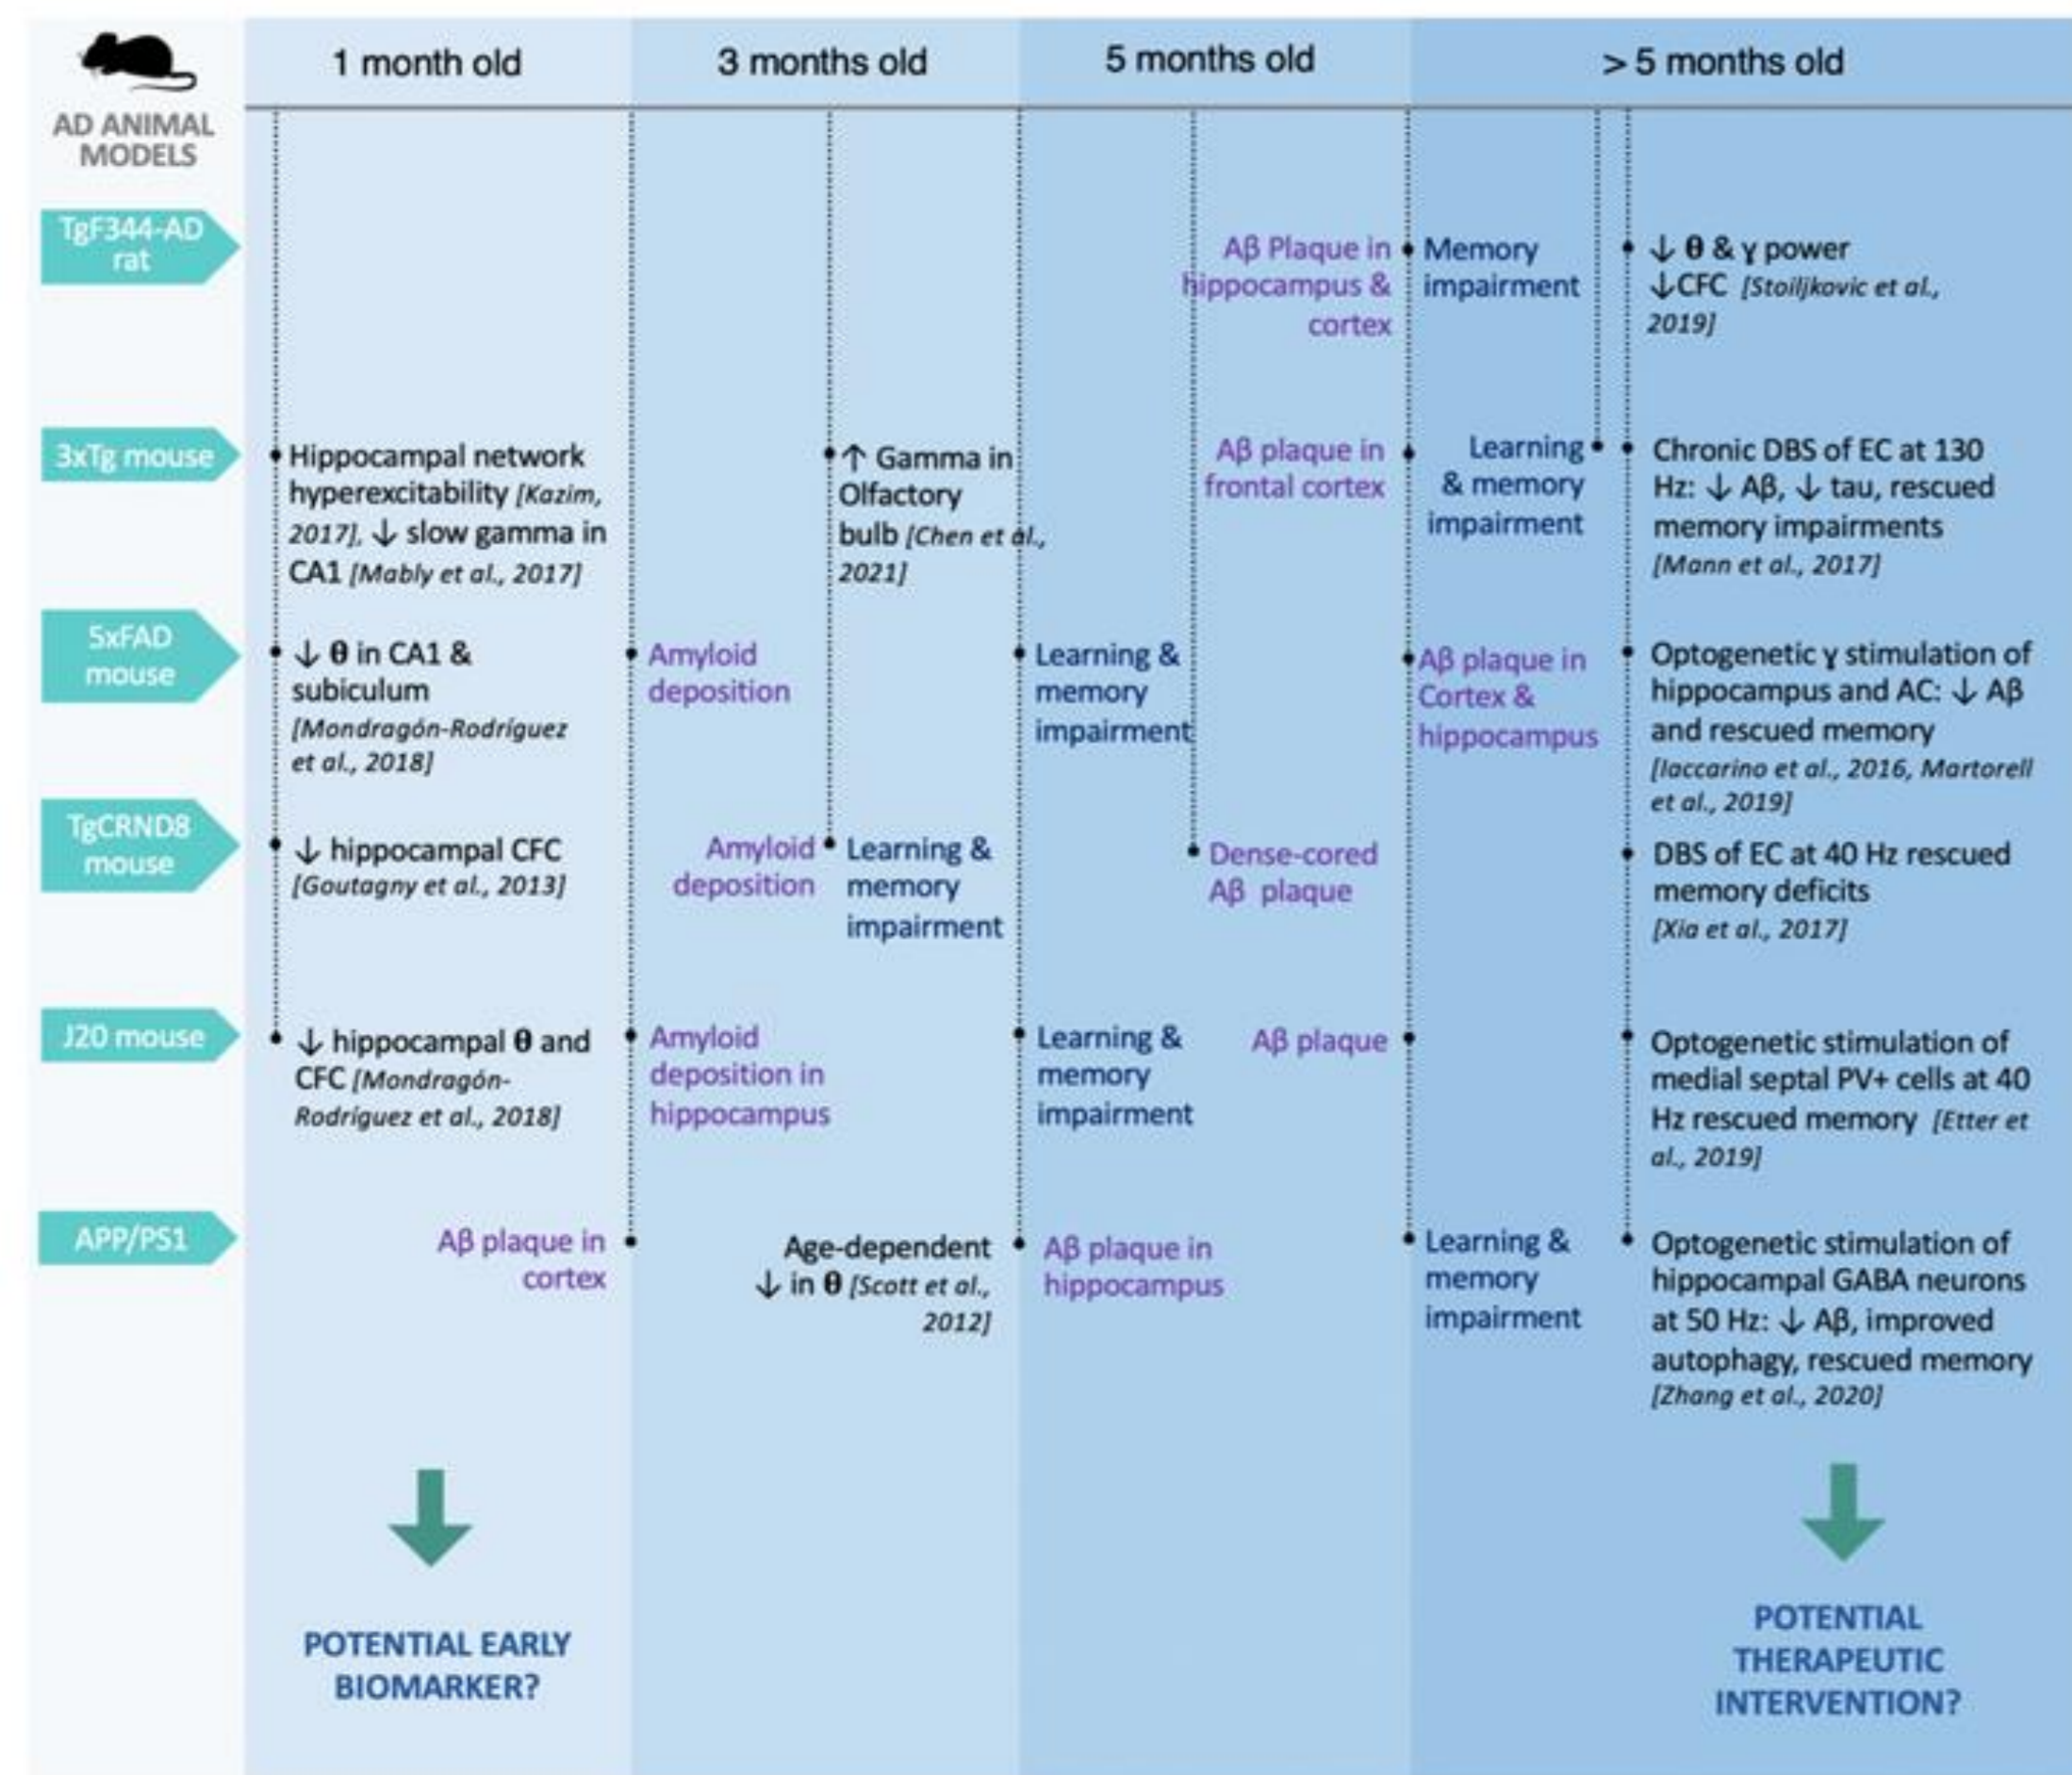 1 month old
3 months old
5 months old
> 5 months old
AD ANIMAL
MODELS
TgF344-AD
rat
Aβ Plaque in
hippocampus &
cortex
Memory
impairment
↓ θ & γ power
↓CFC [Stoiljkovic et al.,
2019]
3xTg mouse
Hippocampal network
hyperexcitability [Kazim,
2017], ↓ slow gamma in
CA1 [Mably et al., 2017]
↑ Gamma in
Olfactory
bulb [Chen et al.,
2021]
Aβ plaque in
frontal cortex
Learning
& memory
impairment
Chronic DBS of EC at 130
Hz: ↓ Aβ, ↓ tau, rescued
memory impairments
[Mann et al., 2017]
5xFAD
mouse
↓ θ in CA1 &
subiculum
[Mondragón-Rodríguez
et al., 2018]
Amyloid
deposition
Learning &
memory
impairment
Aβ plaque in
Cortex &
hippocampus
Optogenetic γ stimulation of
hippocampus and AC: ↓ Aβ
and rescued memory
[Iaccarino et al., 2016, Martorell
et al., 2019]
TgCRND8
mouse
↓ hippocampal CFC
[Goutagny et al., 2013]
Amyloid
deposition
Learning &
memory
impairment
Dense-cored
Aβ plaque
DBS of EC at 40 Hz rescued
memory deficits
[Xia et al., 2017]
J20 mouse
↓ hippocampal θ and
CFC [Mondragón-
Rodríguez et al., 2018]
Amyloid
deposition in
hippocampus
Learning &
memory
impairment
Aβ plaque
Optogenetic stimulation of
medial septal PV+ cells at 40
Hz rescued memory [Etter et
al., 2019]
APP/PS1
Aβ plaque in
cortex
Age-dependent
↓ in θ [Scott et al.,
2012]
Aβ plaque in
hippocampus
Learning &
memory
impairment
Optogenetic stimulation of
hippocampal GABA neurons
at 50 Hz: ↓ Aβ, improved
autophagy, rescued memory
[Zhang et al., 2020]
POTENTIAL EARLY
BIOMARKER?
POTENTIAL
THERAPEUTIC
INTERVENTION?